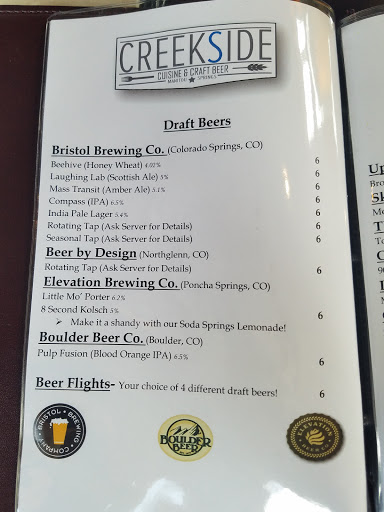 CREEKSIDE
CUISINE & CRAFT BEER
MANITOU ★ SPRINGS
Draft Beers
Bristol Brewing Co. (Colorado Springs, CO)
Beehive (Honey Wheat) 4.02% 6
Laughing Lab (Scottish Ale) 5% 6
Mass Transit (Amber Ale) 5.1% 6
Compass (IPA) 6.5% 6
India Pale Lager 5.4% 6
Rotating Tap (Ask Server for Details) 6
Seasonal Tap (Ask Server for Details) 6
Beer by Design (Northglenn, CO)
Rotating Tap (Ask Server for Details) 6
Elevation Brewing Co. (Poncha Springs, CO)
Little Mo' Porter 6.2% 6
8 Second Kolsch 5% 6
➤ Make it a shandy with our Soda Springs Lemonade!
Boulder Beer Co. (Boulder, CO)
Pulp Fusion (Blood Orange IPA) 6.5% 6
Beer Flights- Your choice of 4 different draft beers! 6
BRISTOL • BREWING COMPANY
BOULDER BEER
ELEVATION BEER CO